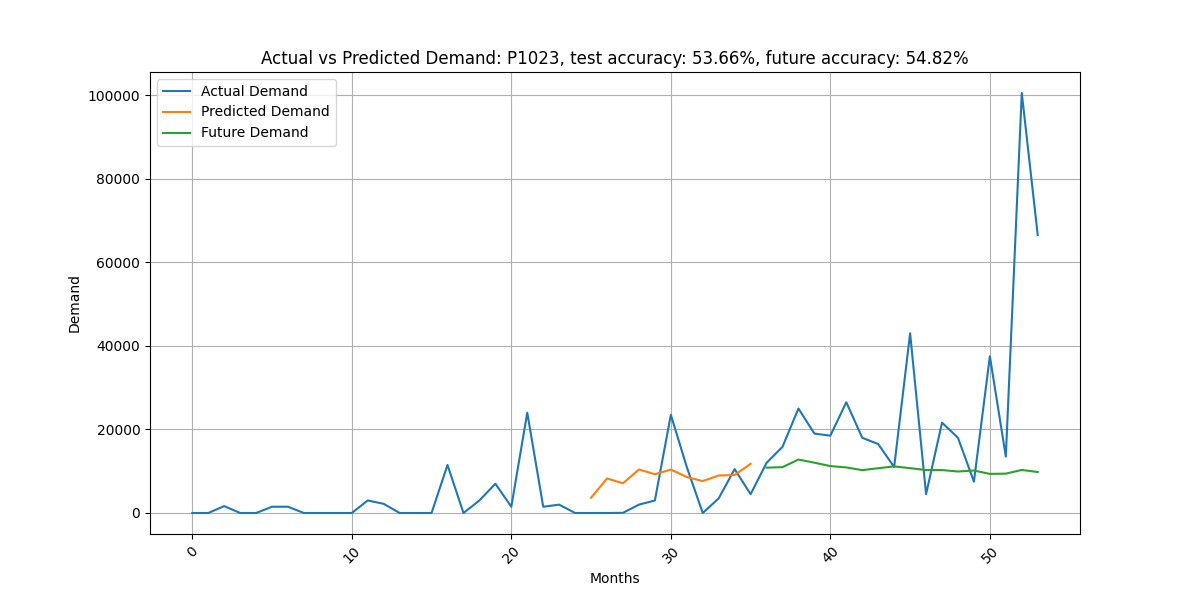 Actual vs Predicted Demand: P1023, test accuracy: 53.66%, future accuracy: 54.82%
Actual Demand
Predicted Demand
Future Demand
100000
80000
60000
40000
20000
0
Demand
0 10 20 30 40 50
Months